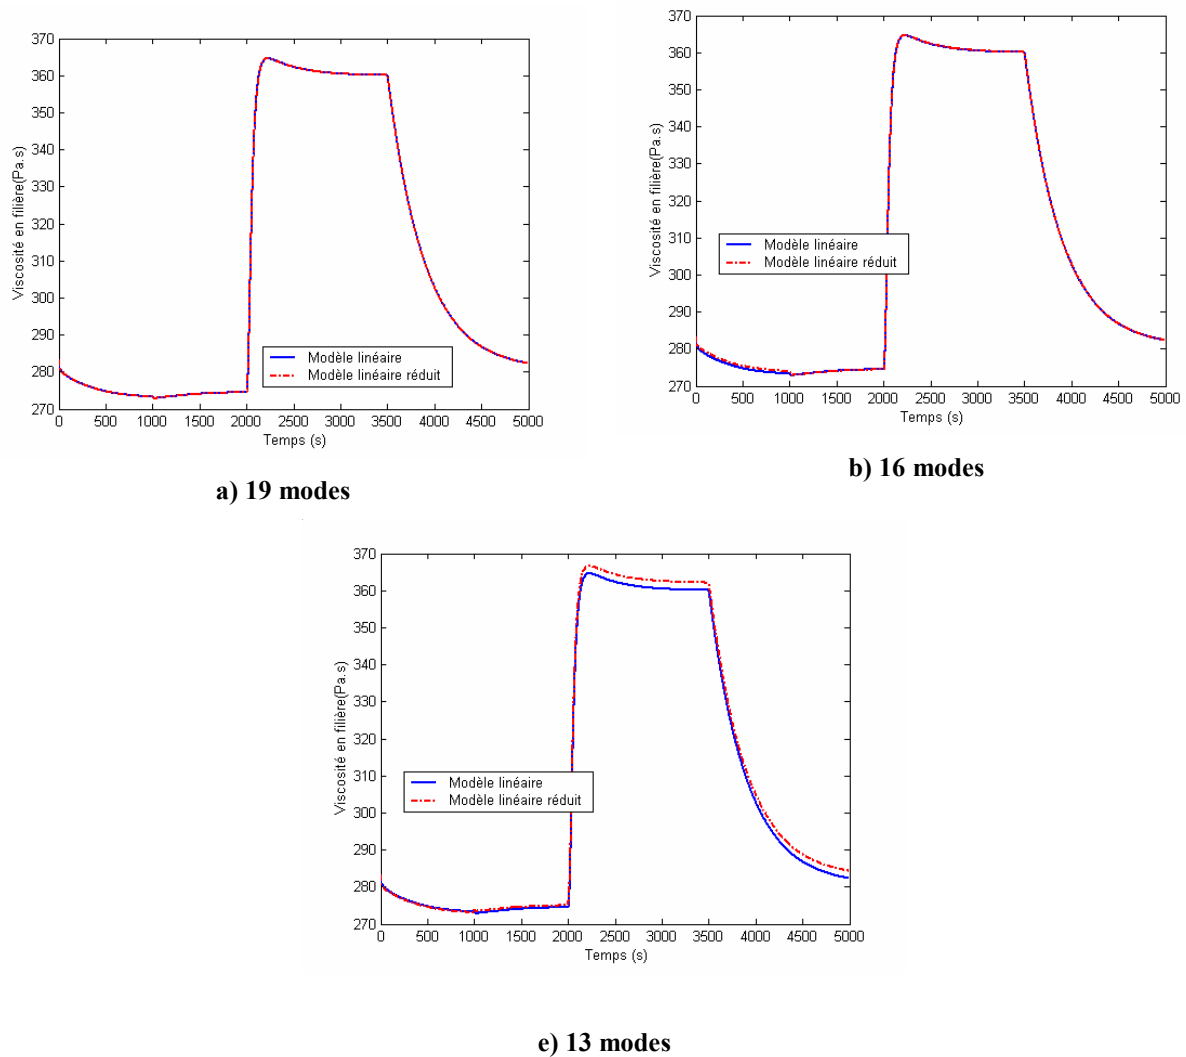 370
360
350
340
330
320
310
300
290
280
270
Viscosité en filière(Pa.s)
Modèle linéaire
Modèle linéaire réduit
0 500 1000 1500 2000 2500 3000 3500 4000 4500 5000
Temps (s)
a) 19 modes
370
360
350
340
330
320
310
300
290
280
270
Viscosité en filière(Pa.s)
Modèle linéaire
Modèle linéaire réduit
0 500 1000 1500 2000 2500 3000 3500 4000 4500 5000
Temps (s)
b) 16 modes
370
360
350
340
330
320
310
300
290
280
270
Viscosité en filière(Pa.s)
Modèle linéaire
Modèle linéaire réduit
0 500 1000 1500 2000 2500 3000 3500 4000 4500 5000
Temps (s)
e) 13 modes